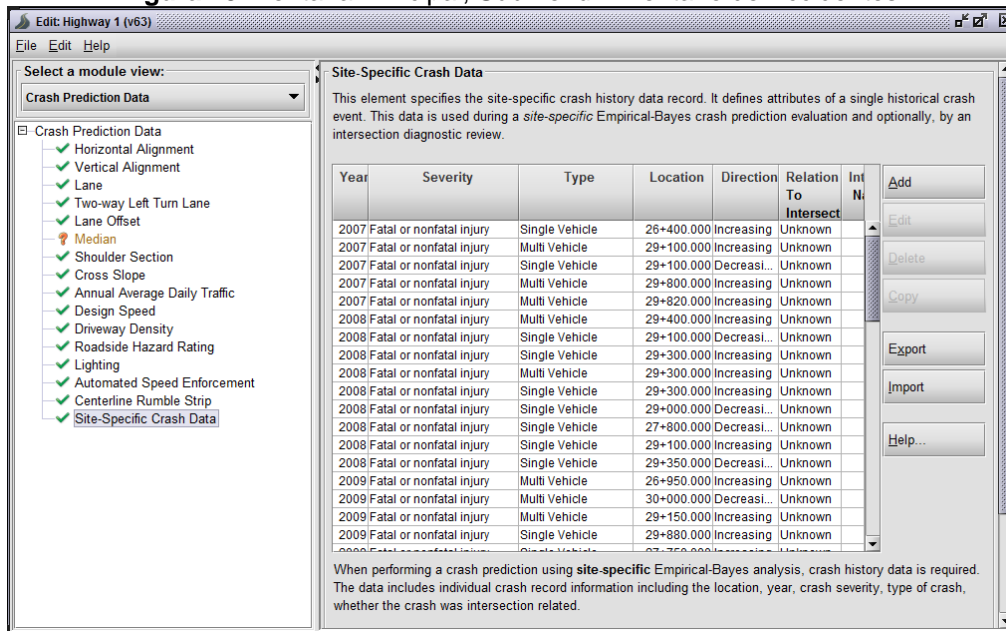 Edit: Highway 1 (v63)
File Edit Help
Select a module view:
Crash Prediction Data
Crash Prediction Data
Horizontal Alignment
Vertical Alignment
Lane
Two-way Left Turn Lane
Lane Offset
Median
Shoulder Section
Cross Slope
Annual Average Daily Traffic
Design Speed
Driveway Density
Roadside Hazard Rating
Lighting
Automated Speed Enforcement
Centerline Rumble Strip
Site-Specific Crash Data
Site-Specific Crash Data
This element specifies the site-specific crash history data record. It defines attributes of a single historical crash
event. This data is used during a site-specific Empirical-Bayes crash prediction evaluation and optionally, by an
intersection diagnostic review.
Year Severity Type Location Direction Relation To Intersect Int
2007 Fatal or nonfatal injury Single Vehicle 26+400.000 Increasing Unknown
2007 Fatal or nonfatal injury Multi Vehicle 29+100.000 Increasing Unknown
2007 Fatal or nonfatal injury Single Vehicle 29+100.000 Decreasi... Unknown
2007 Fatal or nonfatal injury Multi Vehicle 29+800.000 Increasing Unknown
2007 Fatal or nonfatal injury Multi Vehicle 29+820.000 Increasing Unknown
2008 Fatal or nonfatal injury Multi Vehicle 29+400.000 Increasing Unknown
2008 Fatal or nonfatal injury Single Vehicle 29+100.000 Decreasi... Unknown
2008 Fatal or nonfatal injury Single Vehicle 29+300.000 Increasing Unknown
2008 Fatal or nonfatal injury Multi Vehicle 29+300.000 Increasing Unknown
2008 Fatal or nonfatal injury Single Vehicle 29+300.000 Increasing Unknown
2008 Fatal or nonfatal injury Single Vehicle 29+000.000 Decreasi... Unknown
2008 Fatal or nonfatal injury Single Vehicle 27+800.000 Decreasi... Unknown
2008 Fatal or nonfatal injury Single Vehicle 29+100.000 Increasing Unknown
2008 Fatal or nonfatal injury Single Vehicle 29+350.000 Decreasi... Unknown
2009 Fatal or nonfatal injury Multi Vehicle 26+950.000 Increasing Unknown
2009 Fatal or nonfatal injury Multi Vehicle 30+000.000 Decreasi... Unknown
2009 Fatal or nonfatal injury Multi Vehicle 29+150.000 Increasing Unknown
2009 Fatal or nonfatal injury Single Vehicle 29+880.000 Increasing Unknown
Add
Edit
Delete
Copy
Export
Import
Help...
When performing a crash prediction using site-specific Empirical-Bayes analysis, crash history data is required.
The data includes individual crash record information including the location, year, crash severity, type of crash,
whether the crash was intersection related.